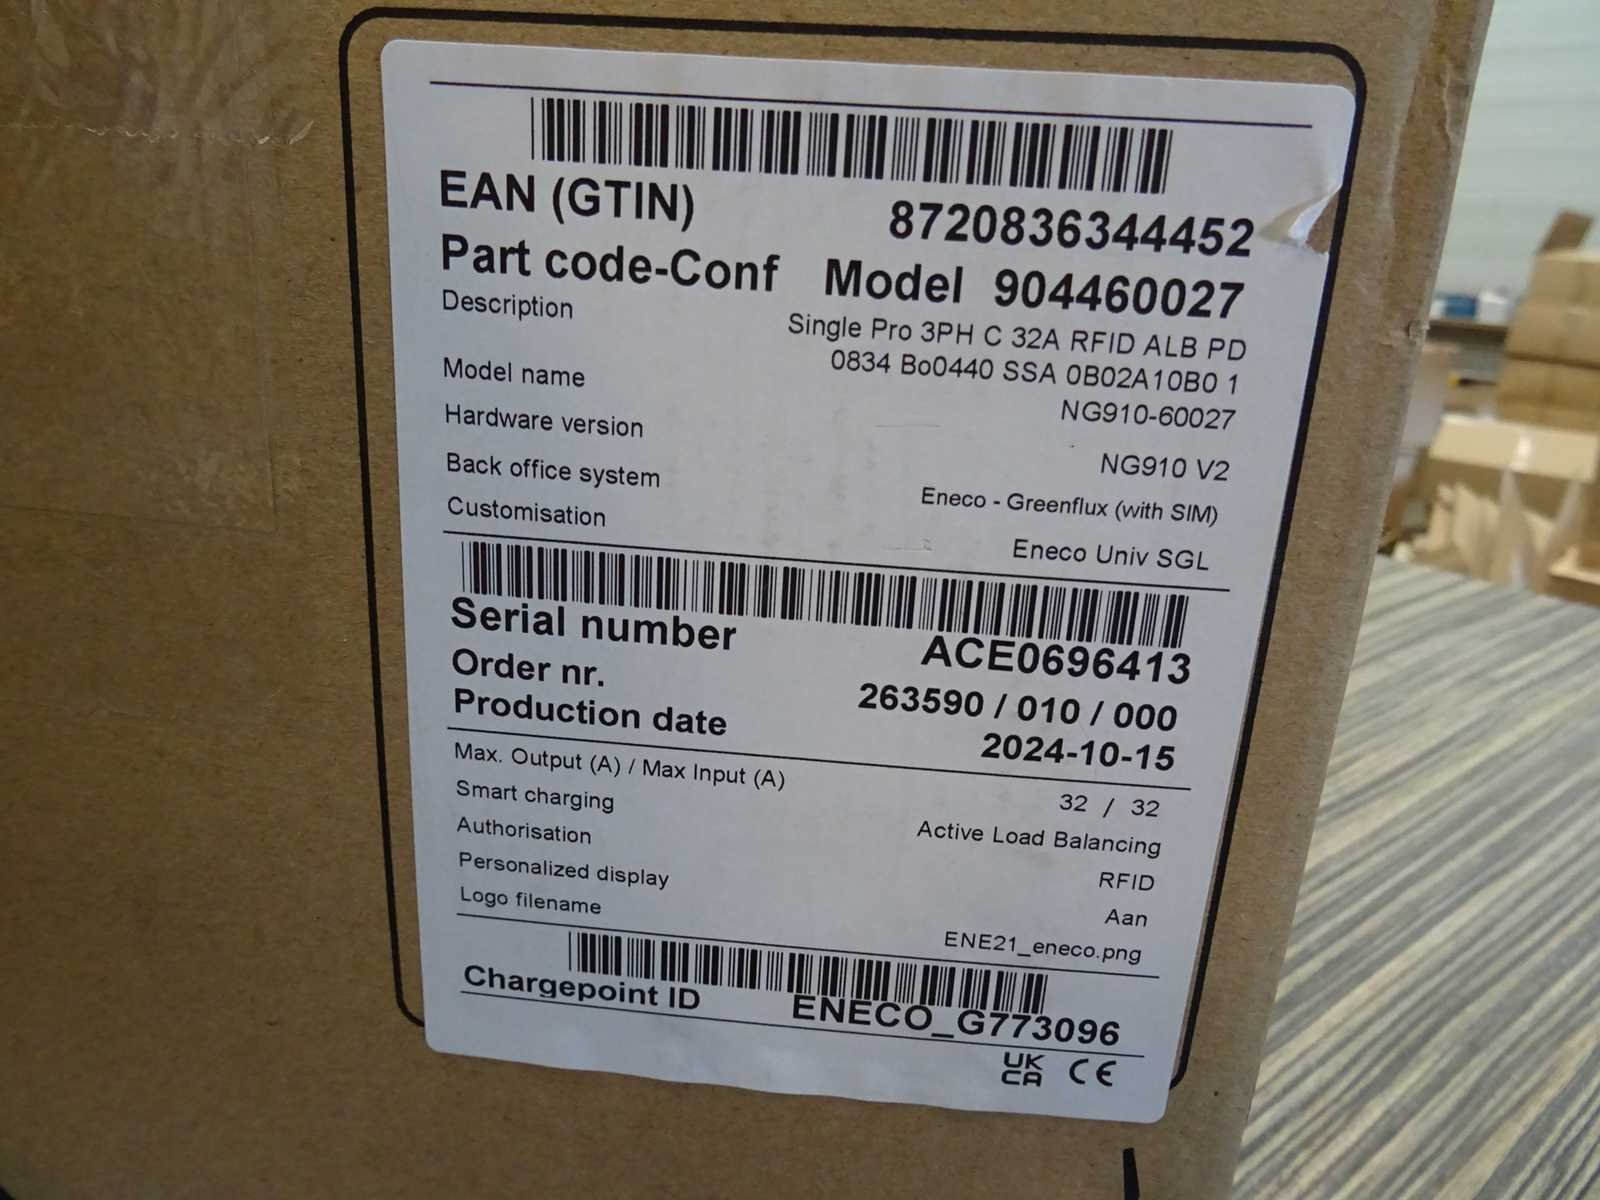 EAN (GTIN) 8720836344452
Part code-Conf Model 904460027
Description Single Pro 3PH C 32A RFID ALB PD
0834 Bo0440 SSA 0B02A10B0 1
Model name NG910-60027
Hardware version NG910 V2
Back office system Eneco - Greenflux (with SIM)
Customisation Eneco Univ SGL
Serial number ACE0696413
Order nr. 263590 / 010 / 000
Production date 2024-10-15
Max. Output (A) / Max Input (A) 32 / 32
Smart charging Active Load Balancing
Authorisation RFID
Personalized display Aan
Logo filename ENE21_eneco.png
Chargepoint ID ENECO_G773096
UK CA CE